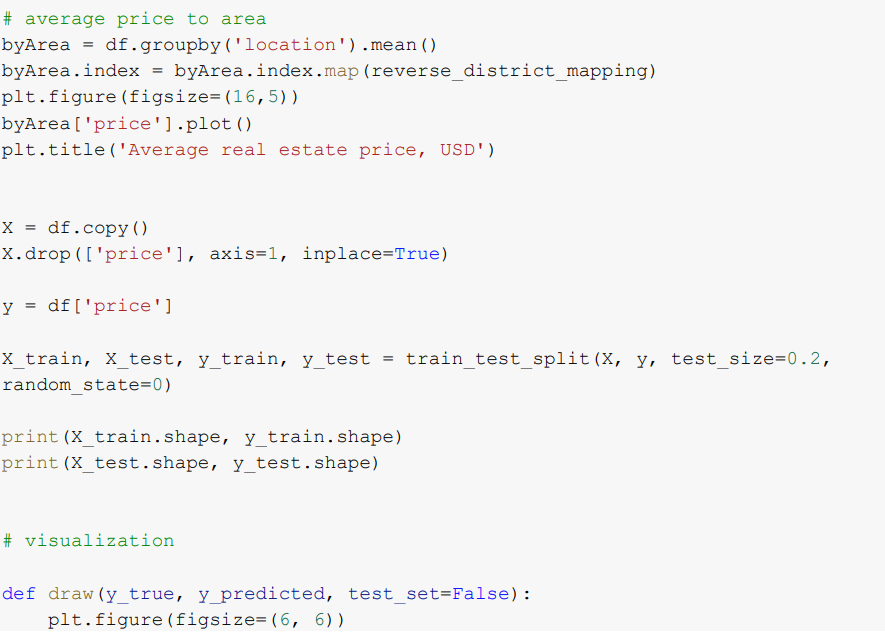 # average price to area
byArea = df.groupby('location').mean()
byArea.index = byArea.index.map(reverse_district_mapping)
plt.figure(figsize=(16,5))
byArea['price'].plot()
plt.title('Average real estate price, USD')
X = df.copy()
X.drop(['price'], axis=1, inplace=True)
y = df['price']
X_train, X_test, y_train, y_test = train_test_split(X, y, test_size=0.2,
random_state=0)
print(X_train.shape, y_train.shape)
print(X_test.shape, y_test.shape)
# visualization
def draw(y_true, y_predicted, test_set=False):
    plt.figure(figsize=(6, 6))